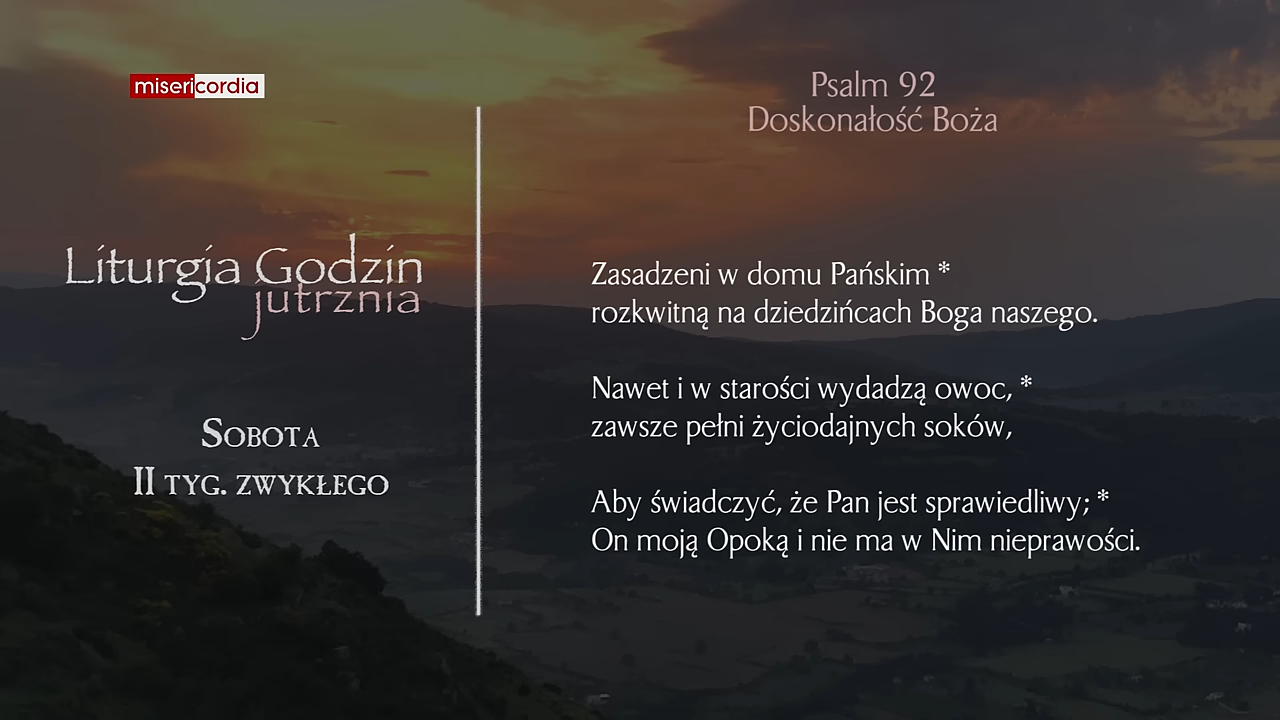 misericordia
Liturgia Godzin
jutrznia
Sobota
II tyg. zwykłego
Psalm 92
Doskonałość Boża
Zasadzeni w domu Pańskim *
rozkwitną na dziedzińcach Boga naszego.
Nawet i w starości wydadzą owoc, *
zawsze pełni życiodajnych soków,
Aby świadczyć, że Pan jest sprawiedliwy; *
On moją Opoką i nie ma w Nim nieprawości.